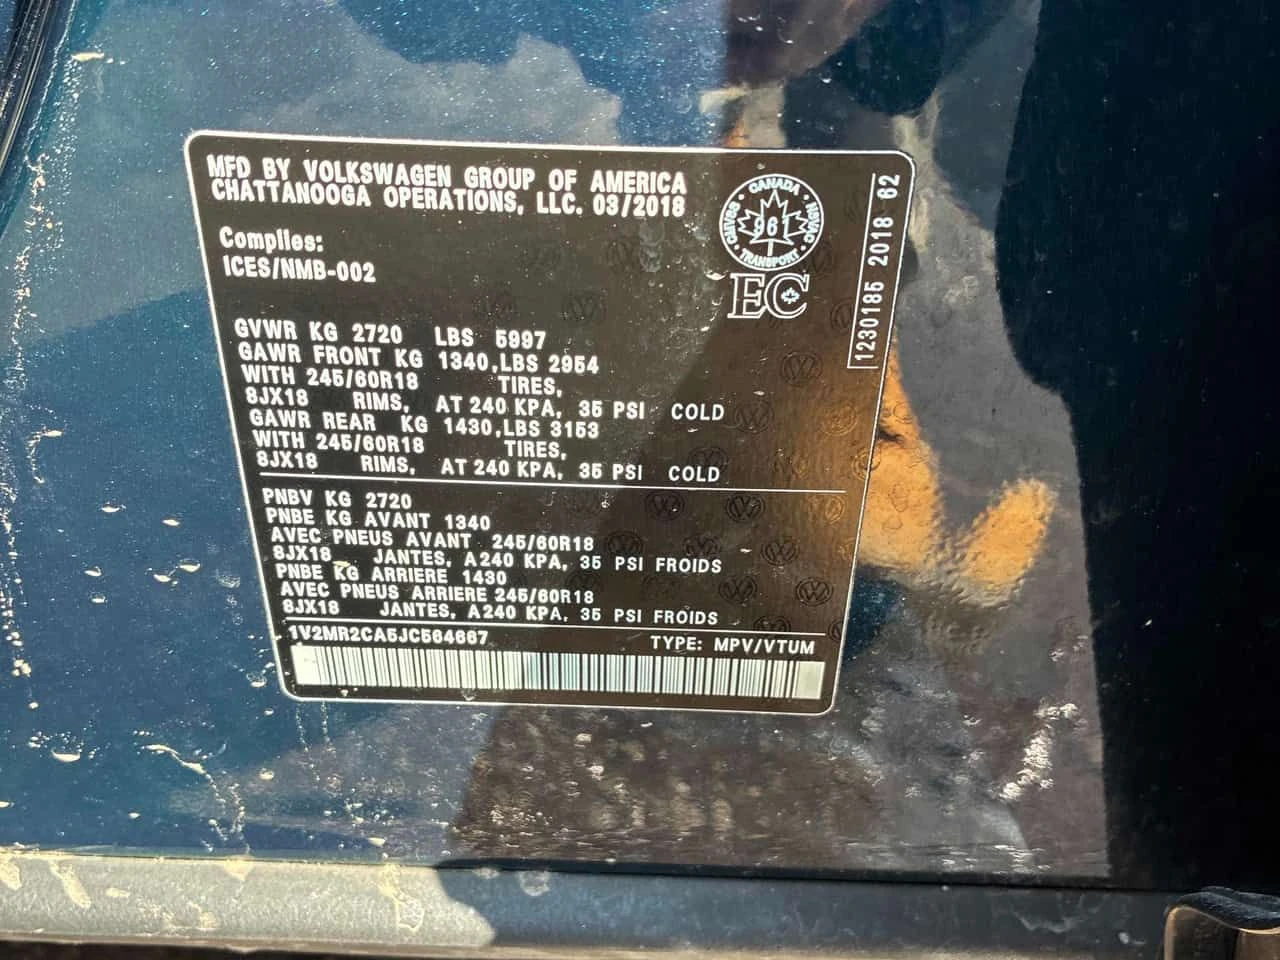 MFD BY VOLKSWAGEN GROUP OF AMERICA
CHATTANOOGA OPERATIONS, LLC. 03/2018
CANADA
961
TRANSPORT
EC
1230185 2018 62
Complies:
ICES/NMB-002
GVWR KG 2720 LBS 5997
GAWR FRONT KG 1340,LBS 2954
WITH 245/60R18 TIRES,
8JX18 RIMS, AT 240 KPA, 35 PSI COLD
GAWR REAR KG 1430,LBS 3153
WITH 245/60R18 TIRES,
8JX18 RIMS, AT 240 KPA, 35 PSI COLD
PNBV KG 2720
PNBE KG AVANT 1340
AVEC PNEUS AVANT 245/60R18
8JX18 JANTES, A 240 KPA, 35 PSI FROIDS
PNBE KG ARRIERE 1430
AVEC PNEUS ARRIERE 245/60R18
8JX18 JANTES, A 240 KPA, 35 PSI FROIDS
1V2MR2CA5JC564667 TYPE: MPV/VTUM